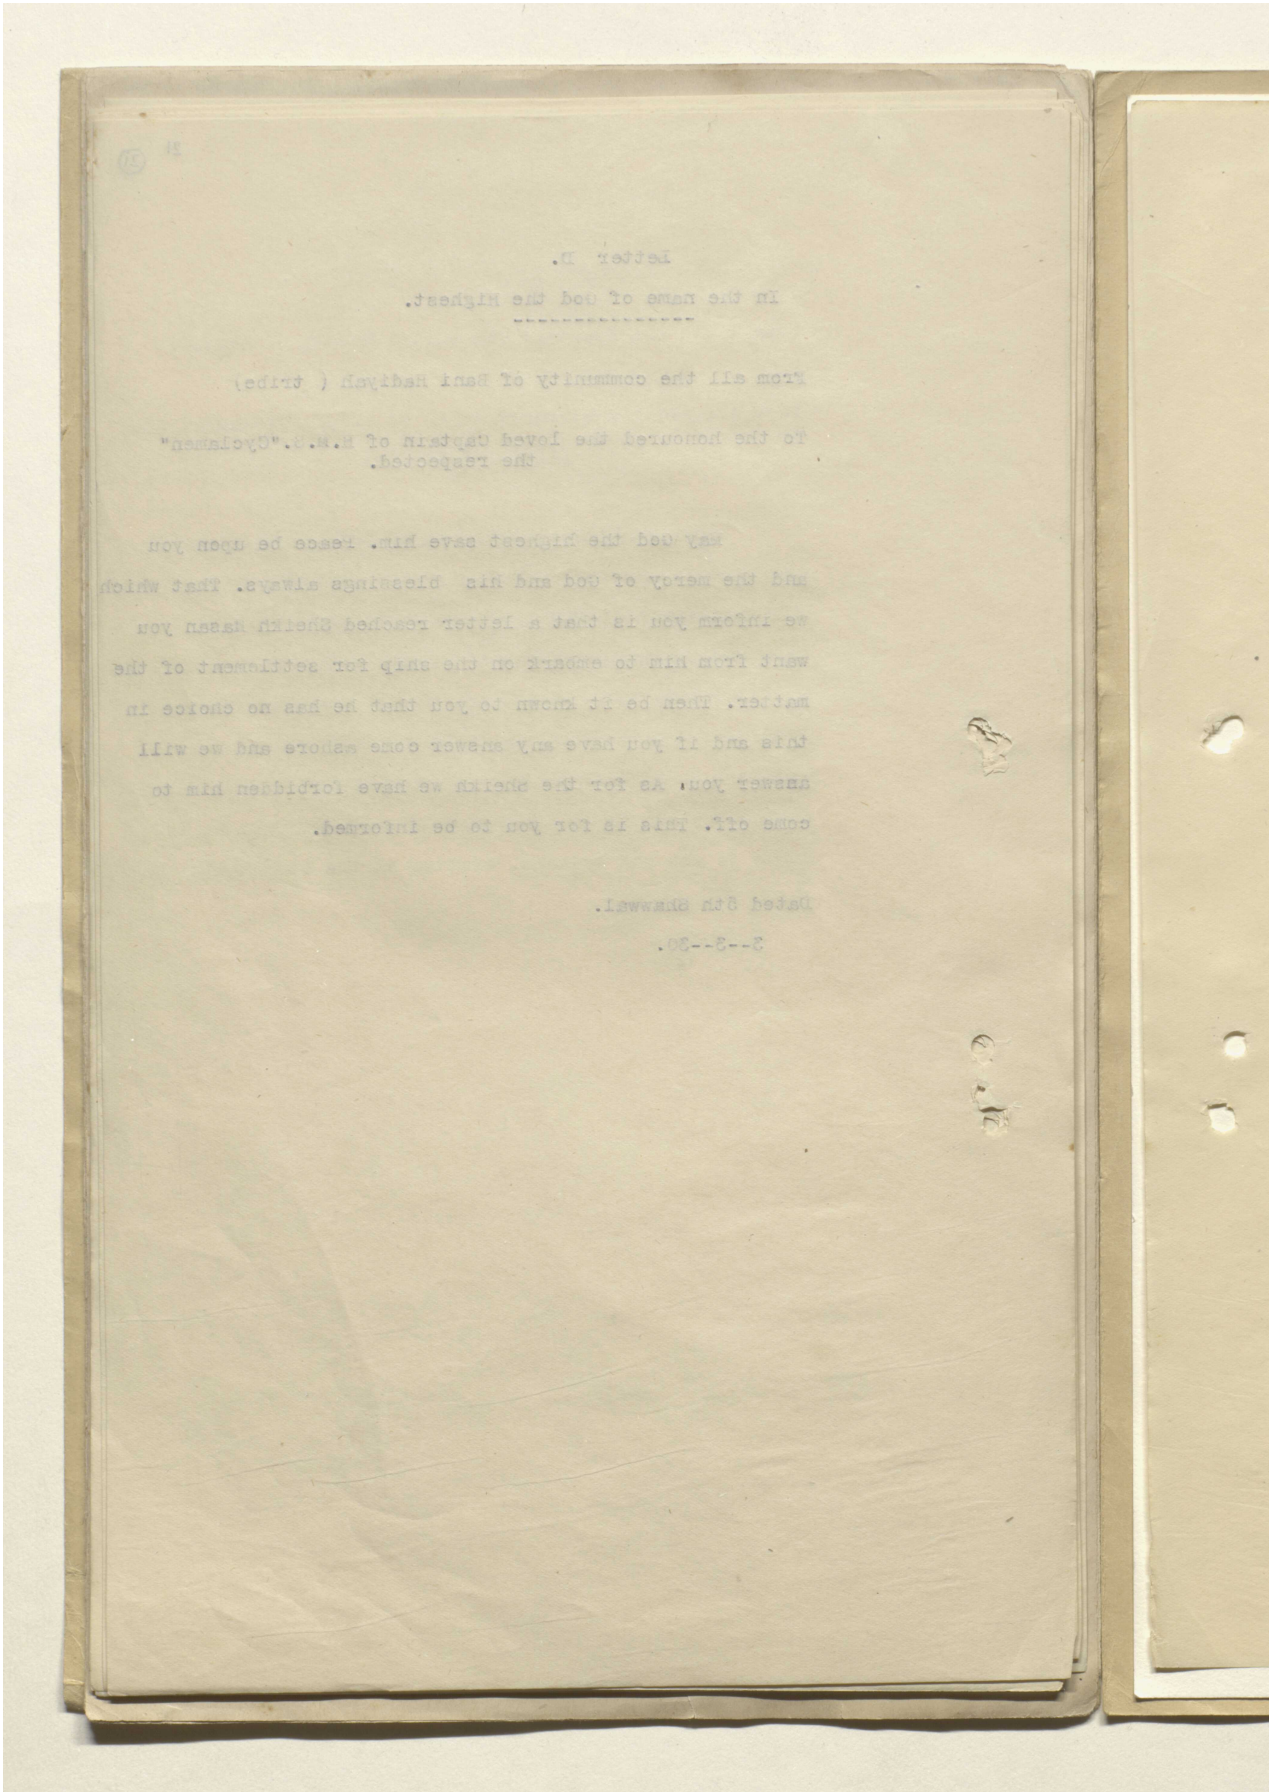 21
21
Letter D.
In the name of God the Highest.
---------------
From all the community of Bani Hadiyah ( tribe)
To the honoured the loved Captain of H.M.S."Cyclamen"
the respected.
May God the highest save him. Peace be upon you
and the mercy of God and his blessings always. That which
we inform you is that a letter reached Sheikh Hasan you
want from him to embark on the ship for settlement of the
matter. Then be it known to you that he has no choice in
this and if you have any answer come ashore and we will
answer you. As for the Sheikh we have forbidden him to
come off. This is for you to be informed.
Dated 5th Shawwal.
3--3--30.